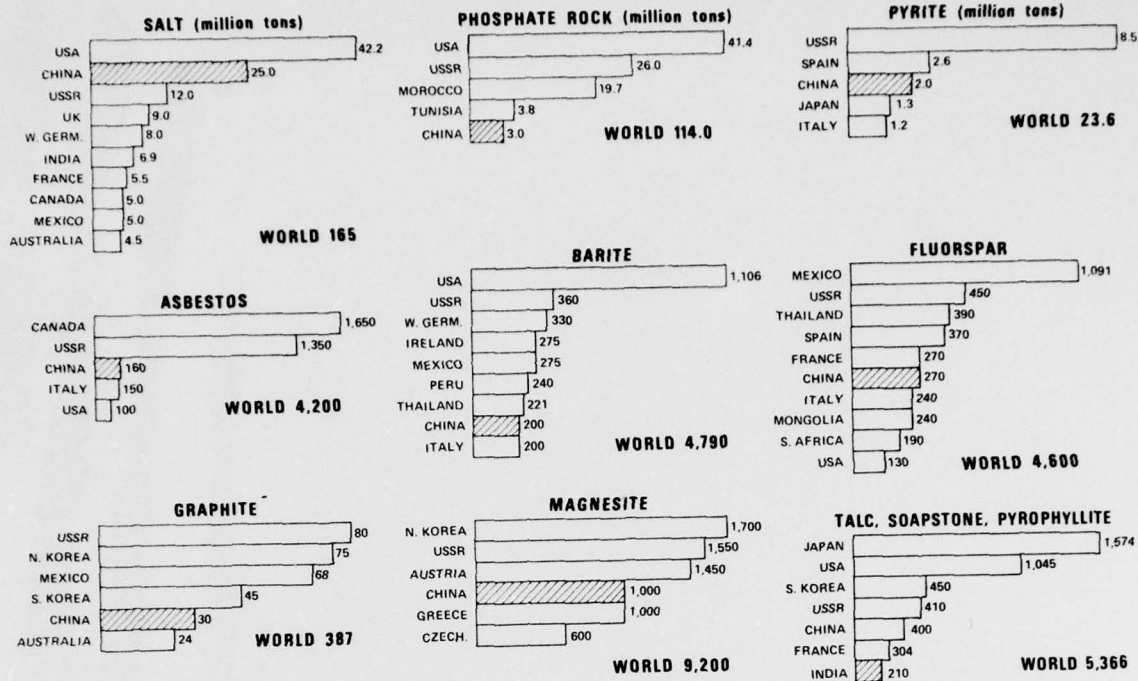 SALT (million tons)
USA 42.2
CHINA 25.0
USSR 12.0
UK 9.0
W. GERM. 8.0
INDIA 6.9
FRANCE 5.5
CANADA 5.0
MEXICO 5.0
AUSTRALIA 4.5
WORLD 165
PHOSPHATE ROCK (million tons)
USA 41.4
USSR 26.0
MOROCCO 19.7
TUNISIA 3.8
CHINA 3.0
WORLD 114.0
PYRITE (million tons)
USSR 8.5
SPAIN 2.6
CHINA 2.0
JAPAN 1.3
ITALY 1.2
WORLD 23.6
ASBESTOS
CANADA 1,650
USSR 1,350
CHINA 160
ITALY 150
USA 100
WORLD 4,200
BARITE
USA 1,106
USSR 360
W. GERM. 330
IRELAND 275
MEXICO 275
PERU 240
THAILAND 221
CHINA 200
ITALY 200
WORLD 4,790
FLUORSPAR
MEXICO 1,091
USSR 450
THAILAND 390
SPAIN 370
FRANCE 270
CHINA 270
ITALY 240
MONGOLIA 240
S. AFRICA 190
USA 130
WORLD 4,600
GRAPHITE
USSR 80
N. KOREA 75
MEXICO 68
S. KOREA 45
CHINA 30
AUSTRALIA 24
WORLD 387
MAGNESITE
N. KOREA 1,700
USSR 1,550
AUSTRIA 1,450
CHINA 1,000
GREECE 1,000
CZECH. 600
WORLD 9,200
TALC, SOAPSTONE, PYROPHYLLITE
JAPAN 1,574
USA 1,045
S. KOREA 450
USSR 410
CHINA 400
FRANCE 304
INDIA 210
WORLD 5,366